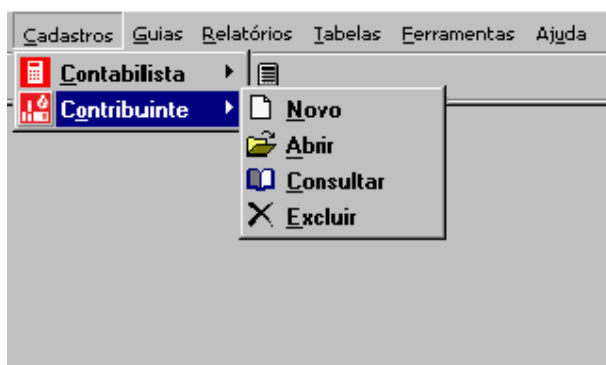 Cadastros Guias Relatórios Tabelas Ferramentas Ajuda
Contabilista
Contribuinte
Novo
Abrir
Consultar
Excluir